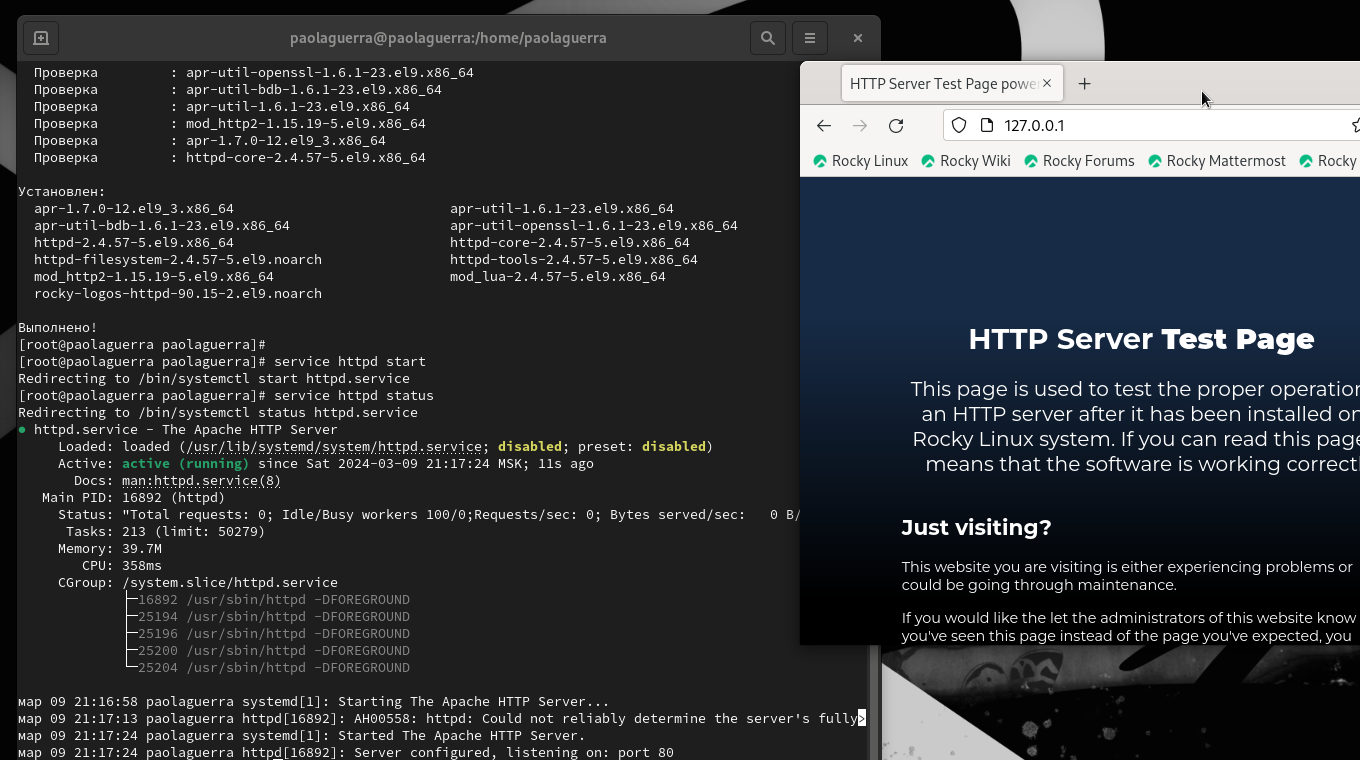 paolaguerra@paolaguerra:/home/paolaguerra
Проверка : apr-util-openssl-1.6.1-23.el9.x86_64
Проверка : apr-util-bdb-1.6.1-23.el9.x86_64
Проверка : apr-util-1.6.1-23.el9.x86_64
Проверка : mod_http2-1.15.19-5.el9.x86_64
Проверка : apr-1.7.0-12.el9_3.x86_64
Проверка : httpd-core-2.4.57-5.el9.x86_64
Установлен:
apr-1.7.0-12.el9_3.x86_64 apr-util-1.6.1-23.el9.x86_64
apr-util-bdb-1.6.1-23.el9.x86_64 apr-util-openssl-1.6.1-23.el9.x86_64
httpd-2.4.57-5.el9.x86_64 httpd-core-2.4.57-5.el9.x86_64
httpd-filesystem-2.4.57-5.el9.noarch httpd-tools-2.4.57-5.el9.x86_64
mod_http2-1.15.19-5.el9.x86_64 mod_lua-2.4.57-5.el9.x86_64
rocky-logos-httpd-90.15-2.el9.noarch
Выполнено!
[root@paolaguerra paolaguerra]#
[root@paolaguerra paolaguerra]# service httpd start
Redirecting to /bin/systemctl start httpd.service
[root@paolaguerra paolaguerra]# service httpd status
Redirecting to /bin/systemctl status httpd.service
● httpd.service - The Apache HTTP Server
Loaded: loaded (/usr/lib/systemd/system/httpd.service; disabled; preset: disabled)
Active: active (running) since Sat 2024-03-09 21:17:24 MSK; 11s ago
Docs: man:httpd.service(8)
Main PID: 16892 (httpd)
Status: "Total requests: 0; Idle/Busy workers 100/0;Requests/sec: 0; Bytes served/sec: 0 B/
Tasks: 213 (limit: 50279)
Memory: 39.7M
CPU: 358ms
CGroup: /system.slice/httpd.service
├─16892 /usr/sbin/httpd -DFOREGROUND
├─25194 /usr/sbin/httpd -DFOREGROUND
├─25196 /usr/sbin/httpd -DFOREGROUND
├─25200 /usr/sbin/httpd -DFOREGROUND
└─25204 /usr/sbin/httpd -DFOREGROUND
мар 09 21:16:58 paolaguerra systemd[1]: Starting The Apache HTTP Server...
мар 09 21:17:13 paolaguerra httpd[16892]: AH00558: httpd: Could not reliably determine the server's fully>
мар 09 21:17:24 paolaguerra systemd[1]: Started The Apache HTTP Server.
мар 09 21:17:24 paolaguerra httpd[16892]: Server configured, listening on: port 80
HTTP Server Test Page powe
127.0.0.1
Rocky Linux Rocky Wiki Rocky Forums Rocky Mattermost Rocky
HTTP Server Test Page
This page is used to test the proper operation
an HTTP server after it has been installed on
Rocky Linux system. If you can read this page
means that the software is working correctl
Just visiting?
This website you are visiting is either experiencing problems or
could be going through maintenance.
If you would like the let the administrators of this website know
you've seen this page instead of the page you've expected, you